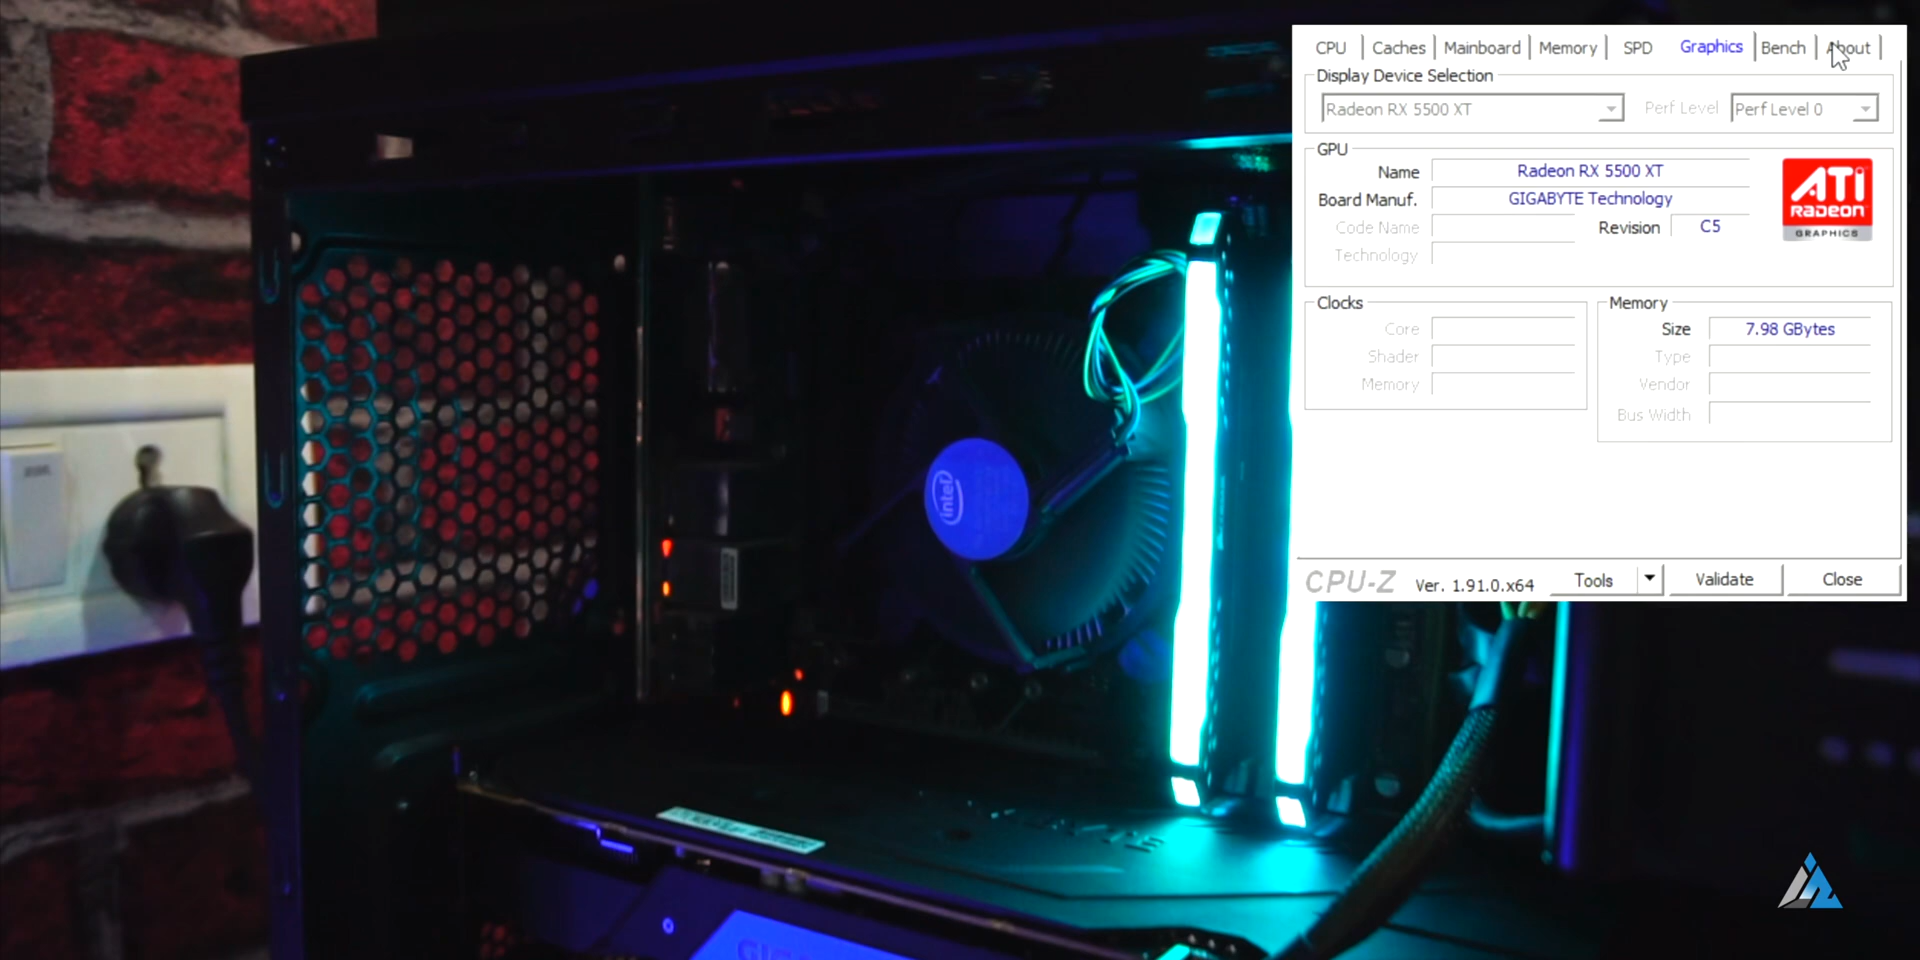 CPU Caches Mainboard Memory SPD Graphics Bench About
Display Device Selection
Radeon RX 5500 XT Perf Level Perf Level 0
GPU
Name Radeon RX 5500 XT
Board Manuf. GIGABYTE Technology
Code Name Revision C5
Technology
ATI
RADEON
GRAPHICS
Clocks
Core
Shader
Memory
Memory
Size 7.98 GBytes
Type
Vendor
Bus Width
CPU-Z Ver. 1.91.0.x64 Tools Validate Close
intel